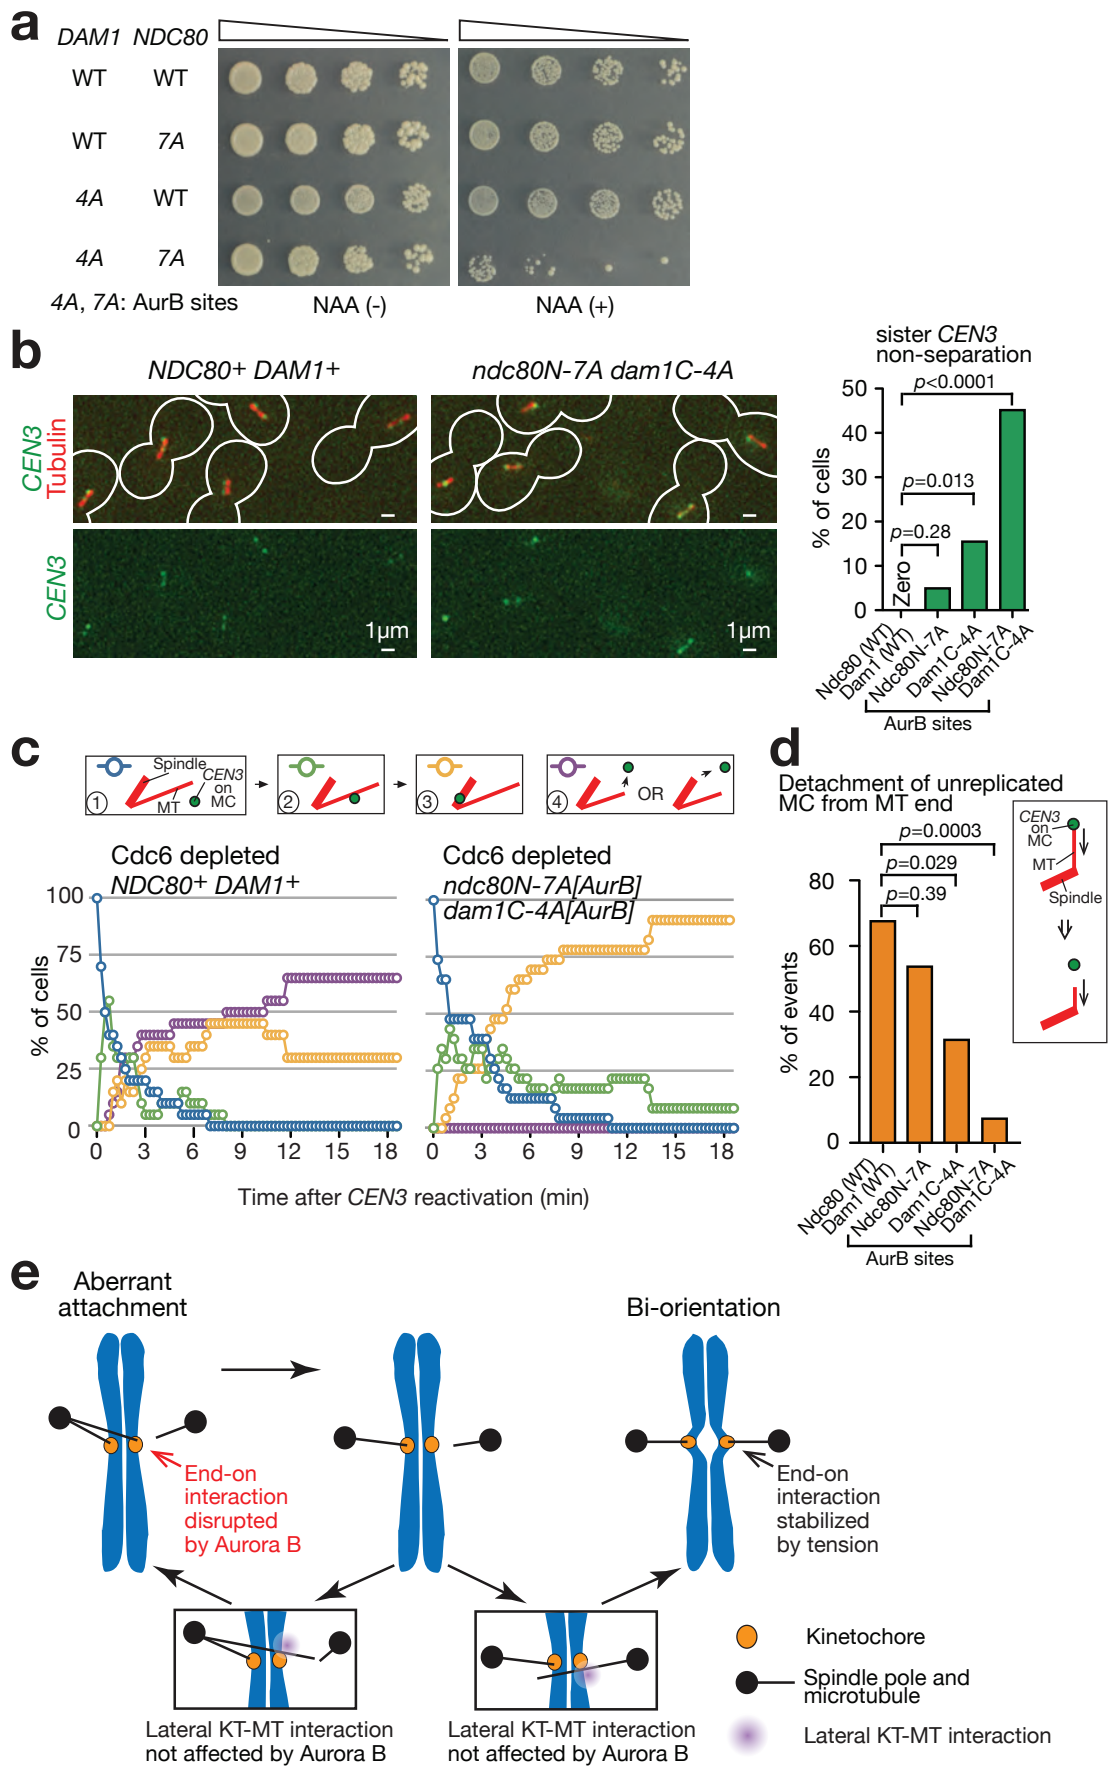 a
DAM1 NDC80
WT WT
WT 7A
4A WT
4A 7A
4A, 7A: AurB sites
NAA (-)
NAA (+)
b
NDC80+ DAM1+
ndc80N-7A dam1C-4A
CEN3
Tubulin
CEN3
1µm
1µm
sister CEN3
non-separation
p<0.0001
p=0.013
p=0.28
Zero
% of cells
50
40
30
20
10
0
Ndc80 (WT)
Dam1 (WT)
Ndc80N-7A
Dam1C-4A
Ndc80N-7A
Dam1C-4A
AurB sites
c
Spindle
CEN3
on
MC
MT
1
2
3
4
OR
Cdc6 depleted
NDC80+ DAM1+
Cdc6 depleted
ndc80N-7A[AurB]
dam1C-4A[AurB]
% of cells
100
75
50
25
0
0 3 6 9 12 15 18
0 3 6 9 12 15 18
Time after CEN3 reactivation (min)
d
Detachment of unreplicated
MC from MT end
p=0.0003
p=0.029
p=0.39
% of events
80
60
40
20
0
Ndc80 (WT)
Dam1 (WT)
Ndc80N-7A
Dam1C-4A
Ndc80N-7A
Dam1C-4A
AurB sites
CEN3
on
MC
MT
Spindle
e
Aberrant
attachment
Bi-orientation
End-on
interaction
disrupted
by Aurora B
End-on
interaction
stabilized
by tension
Lateral KT-MT interaction
not affected by Aurora B
Lateral KT-MT interaction
not affected by Aurora B
Kinetochore
Spindle pole and
microtubule
Lateral KT-MT interaction